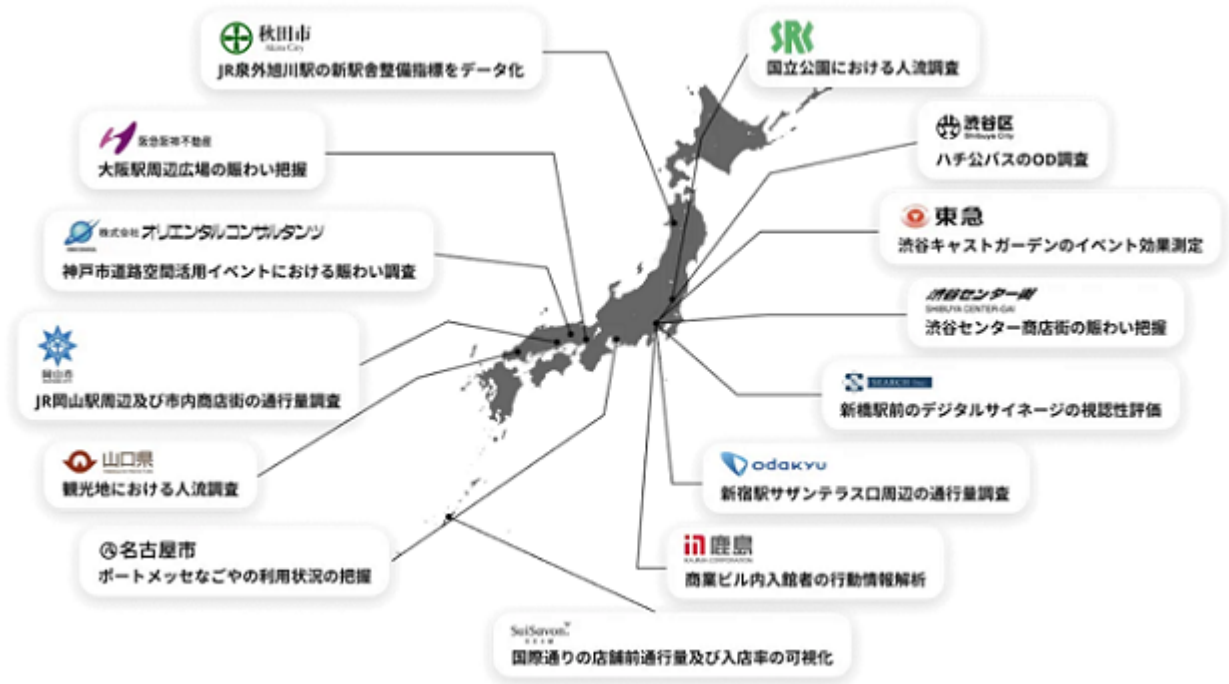 秋田市
Akita City
JR泉外旭川駅の新駅舎整備指標をデータ化
SRC
国立公園における人流調査
阪急阪神不動産
大阪駅周辺広場の賑わい把握
渋谷区
Shibuya City
ハチ公バスのOD調査
株式会社オリエンタルコンサルタンツ
神戸市道路空間活用イベントにおける賑わい調査
東急
渋谷キャストガーデンのイベント効果測定
渋谷センター街
SHIBUYA CENTER-GAI
渋谷センター商店街の賑わい把握
岡山市
JR岡山駅周辺及び市内商店街の通行量調査
新橋駅前のデジタルサイネージの視認性評価
山口県
観光地における人流調査
odakyu
新宿駅サザンテラス口周辺の通行量調査
名古屋市
ポートメッセなごやの利用状況の把握
鹿島
KAJIMA CORPORATION
商業ビル内入館者の行動情報解析
SuiSavon
国際通りの店舗前通行量及び入店率の可視化